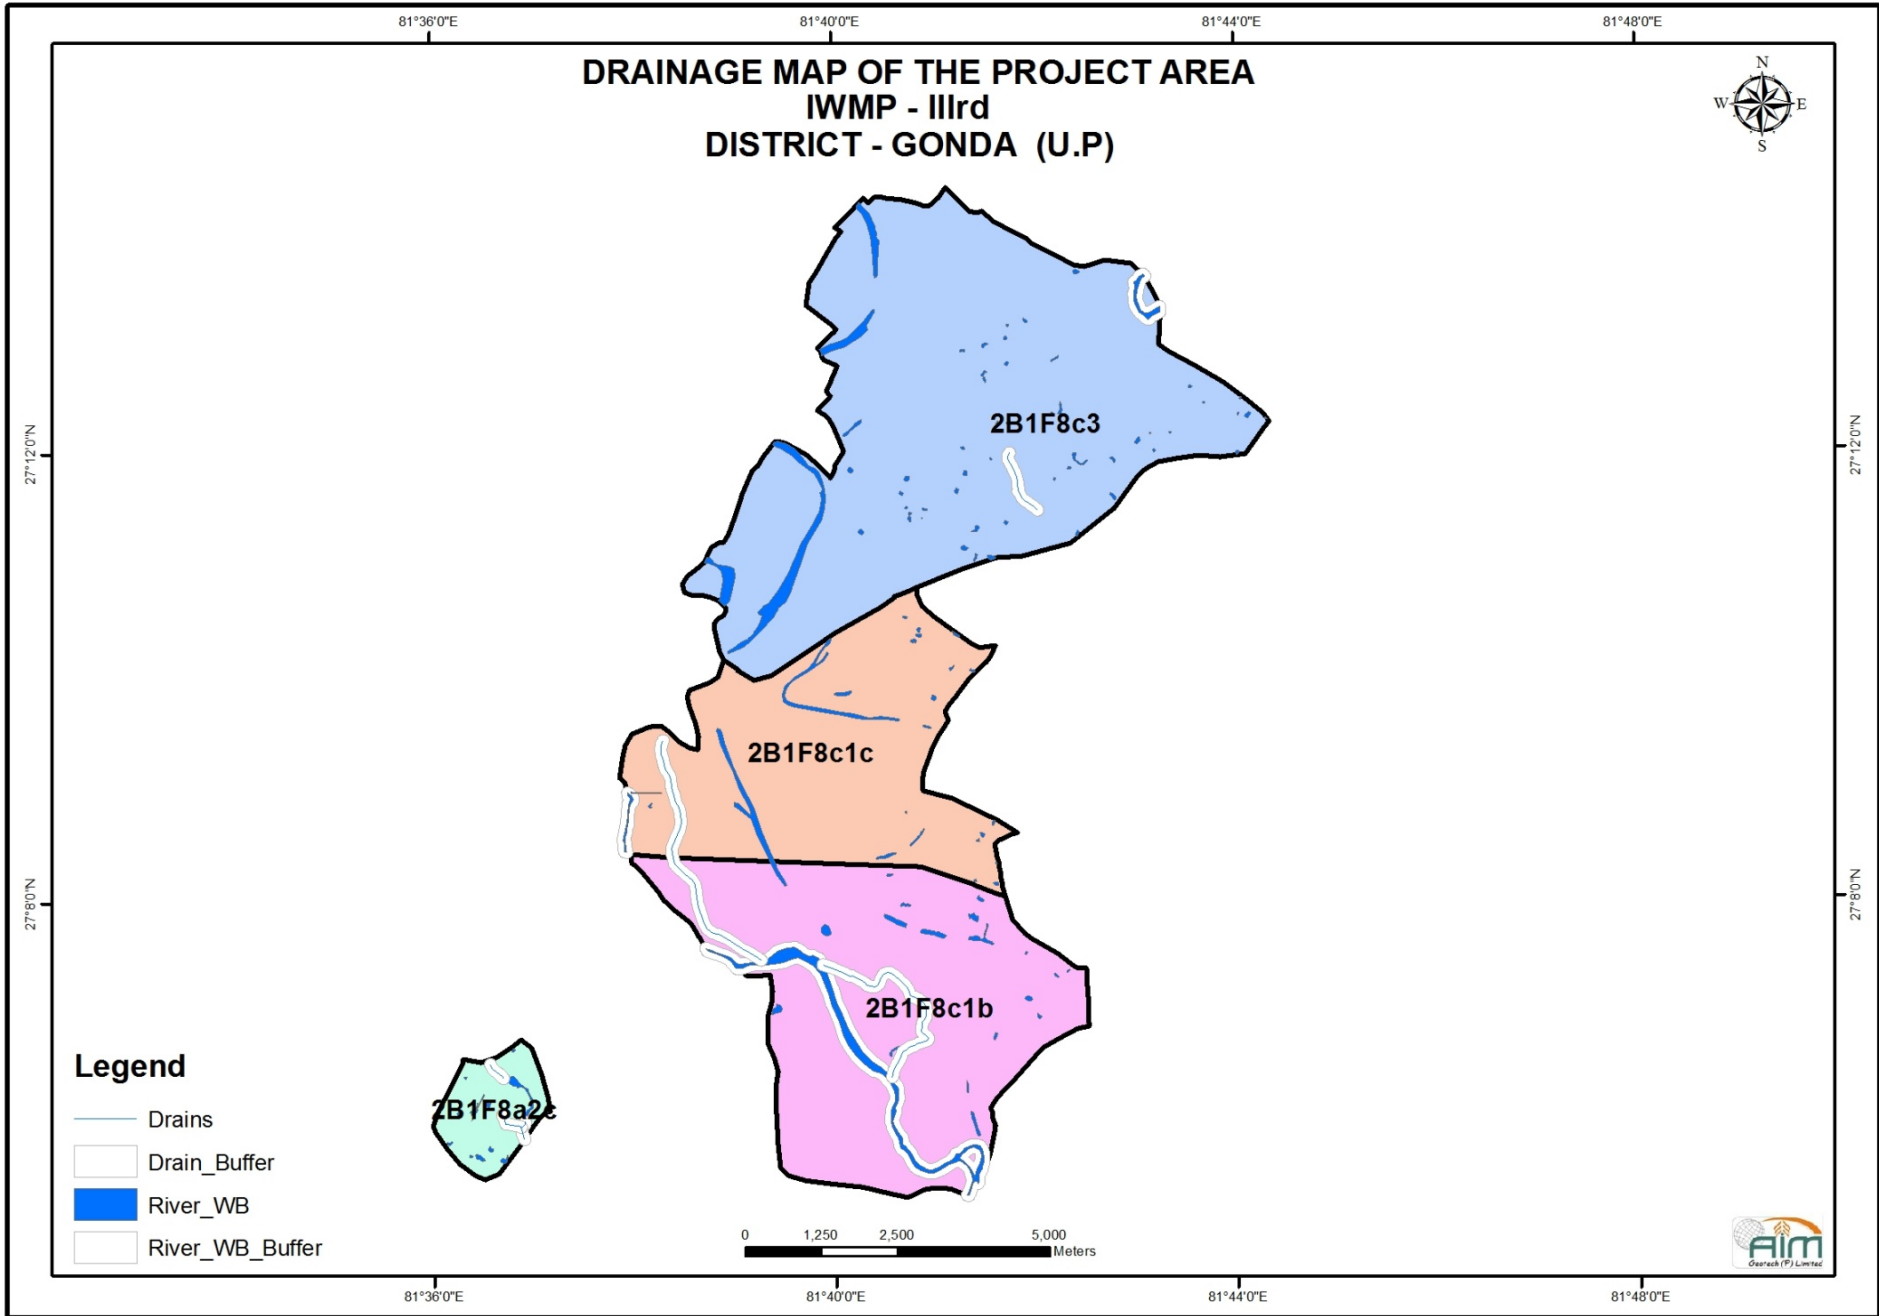 81°36'0"E 81°40'0"E 81°44'0"E 81°48'0"E
DRAINAGE MAP OF THE PROJECT AREA
IWMP - IIIrd
DISTRICT - GONDA (U.P)
N
W E
S
2B1F8c3
27°12'0"N 27°12'0"N
2B1F8c1c
27°8'0"N 27°8'0"N
2B1F8c1b
2B1F8a2c
Legend
Drains
Drain_Buffer
River_WB
River_WB_Buffer
0 1,250 2,500 5,000
Meters
AIM
Geotech (P) Limited
81°36'0"E 81°40'0"E 81°44'0"E 81°48'0"E